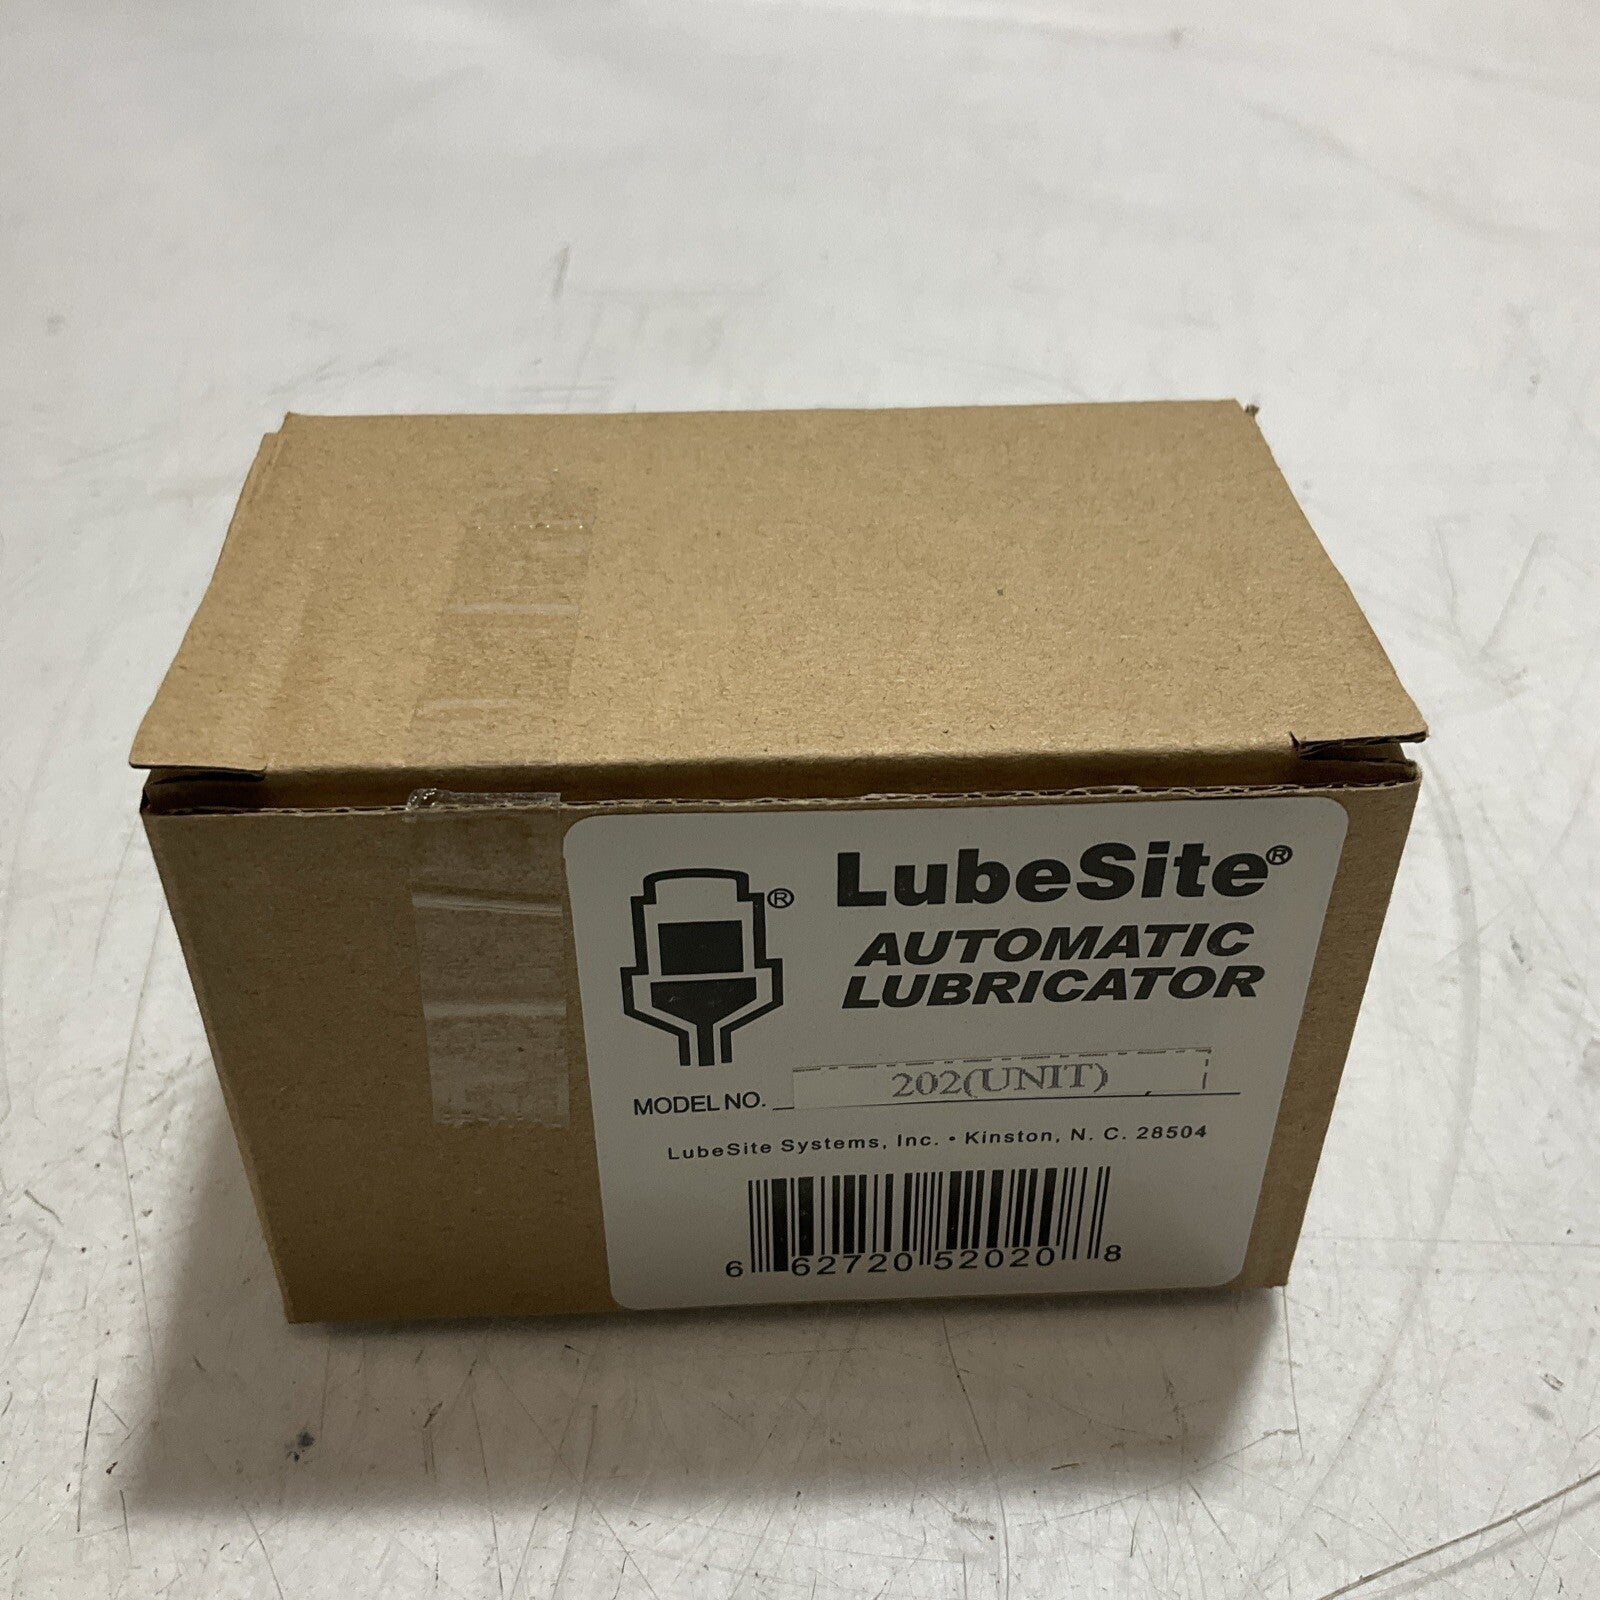 LubeSite®
®
AUTOMATIC
LUBRICATOR
MODEL NO. 202(UNIT)
LubeSite Systems, Inc. • Kinston, N. C. 28504
6 62720 52020 8